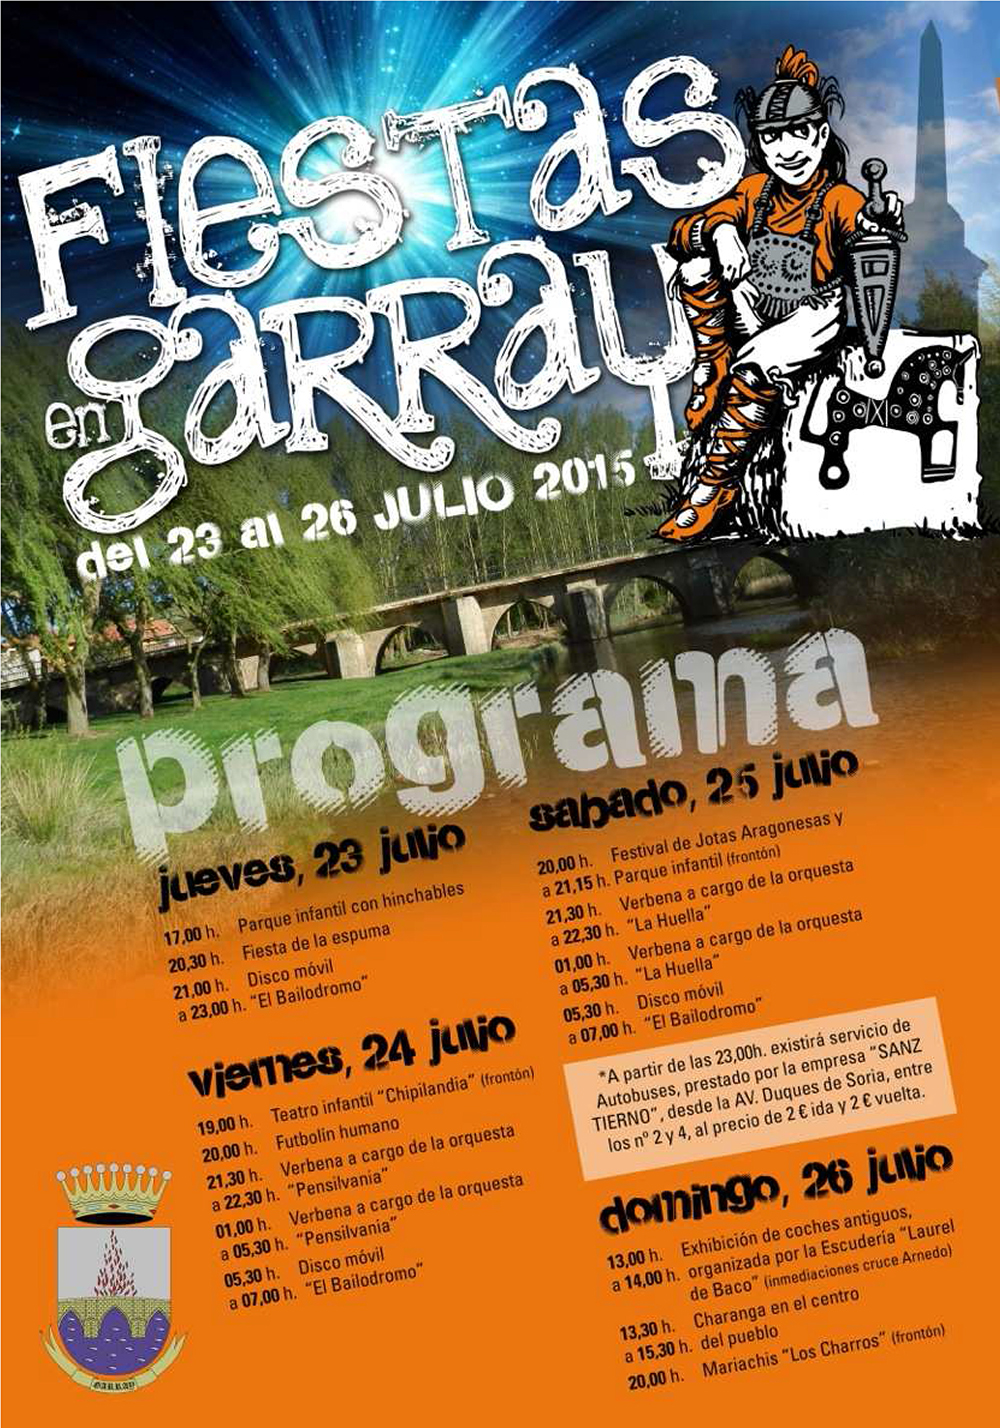 FIESTAS
en garray
del 23 al 26 JULIO 2015
programa
jueves, 23 julio
17,00 h. Parque infantil con hinchables
20,30 h. Fiesta de la espuma
21,00 h. Disco móvil
a 23,00 h. “El Bailodromo”
viernes, 24 julio
19,00 h. Teatro infantil “Chipilandia” (frontón)
20,00 h. Futbolín humano
21,30 h. Verbena a cargo de la orquesta
a 22,30 h. “Pensilvania”
01,00 h. Verbena a cargo de la orquesta
a 05,30 h. “Pensilvania”
05,30 h. Disco móvil
a 07,00 h. “El Bailodromo”
sabado, 25 julio
20,00 h. Festival de Jotas Aragonesas y
a 21,15 h. Parque infantil (frontón)
21,30 h. Verbena a cargo de la orquesta
a 22,30 h. “La Huella”
01,00 h. Verbena a cargo de la orquesta
a 05,30 h. “La Huella”
05,30 h. Disco móvil
a 07,00 h. “El Bailodromo”
*A partir de las 23,00h. existirá servicio de
Autobuses, prestado por la empresa “SANZ
TIERNO”, desde la AV. Duques de Soria, entre
los nº 2 y 4, al precio de 2 € ida y 2 € vuelta.
domingo, 26 julio
13,00 h. Exhibición de coches antiguos,
a 14,00 h. organizada por la Escudería “Laurel
de Baco” (inmediaciones cruce Arnedo)
13,30 h. Charanga en el centro
a 15,30 h. del pueblo
20,00 h. Mariachis “Los Charros” (frontón)
GARRAY